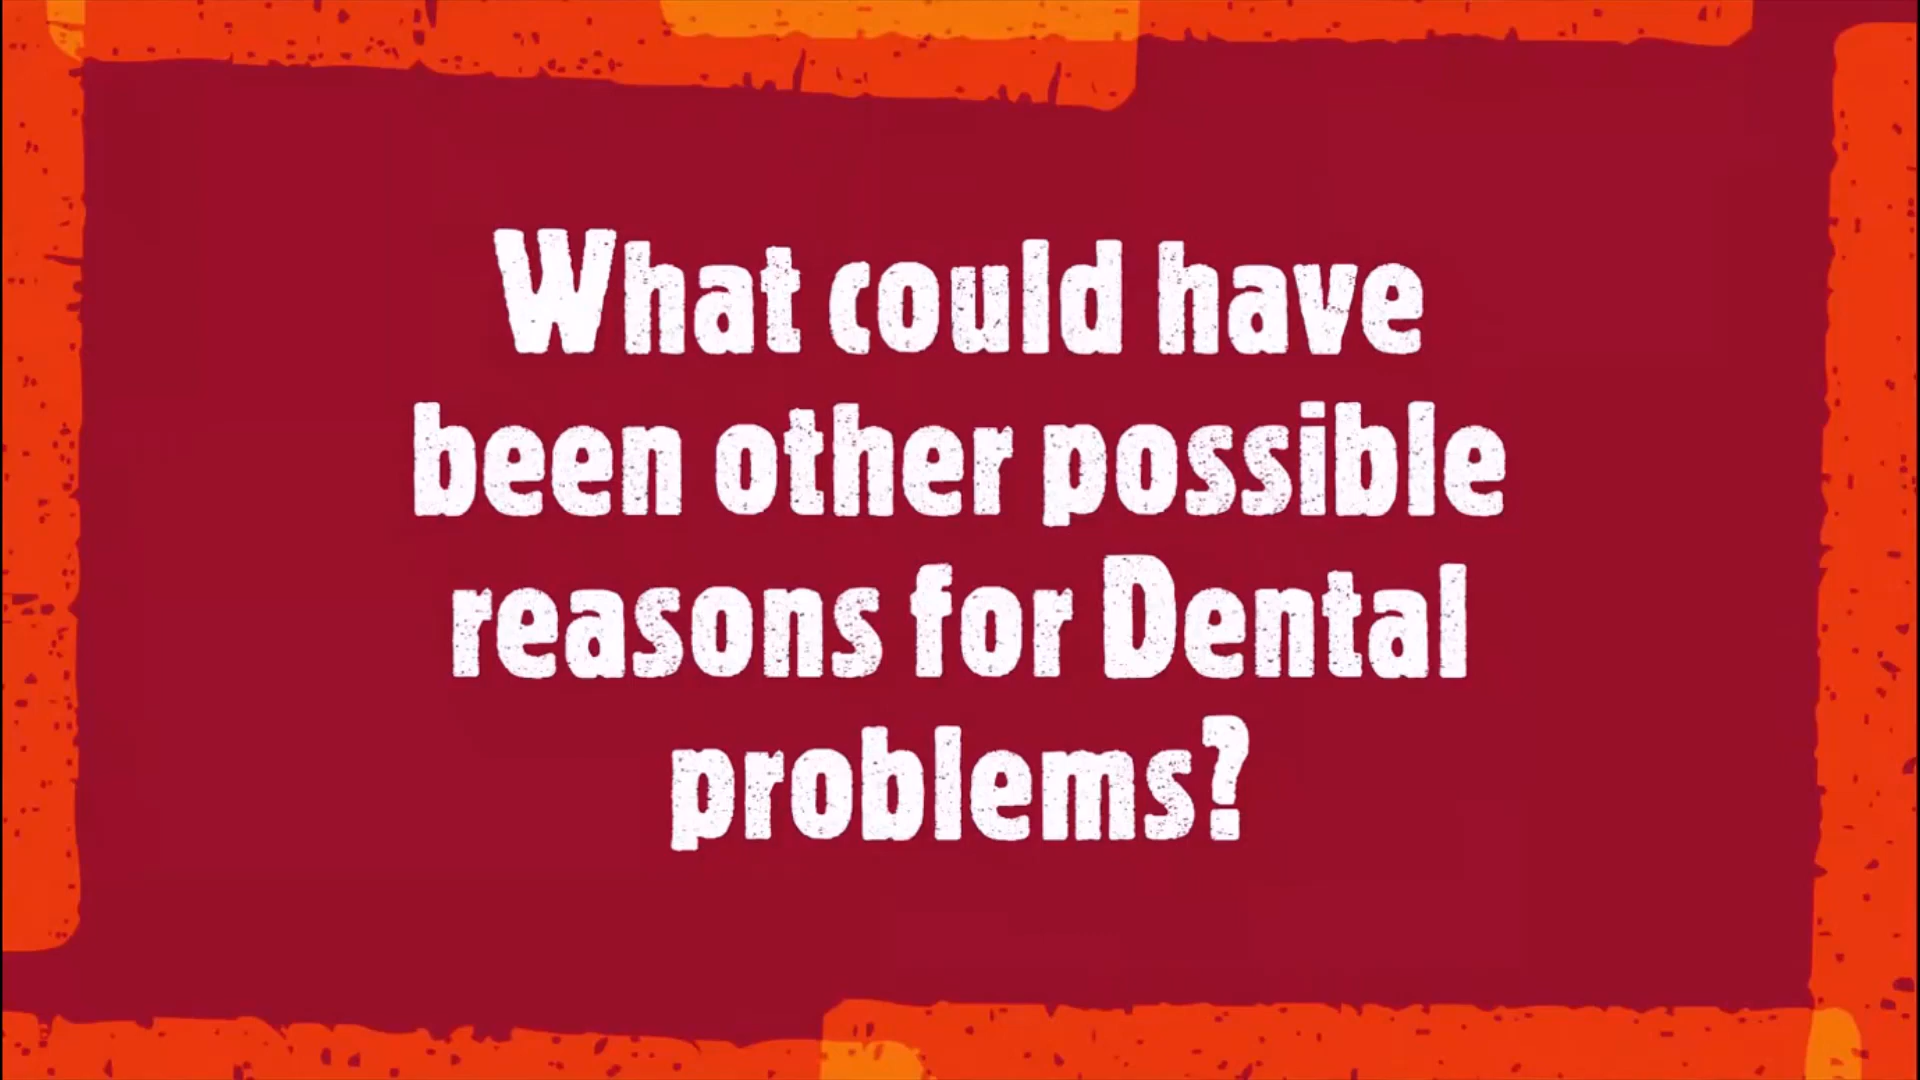 What could have
been other possible
reasons for Dental
problems?